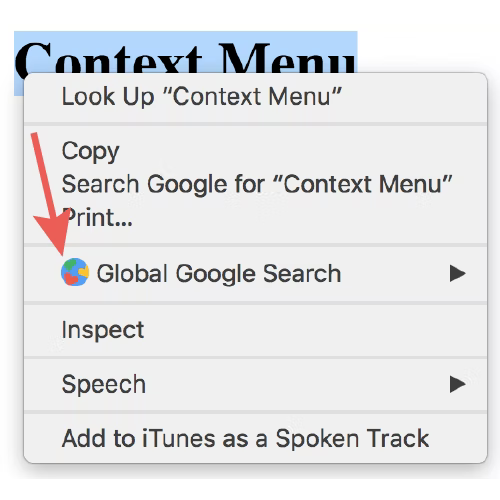 Context Menu
Look Up “Context Menu”
Copy
Search Google for “Context Menu”
Print...
Global Google Search
Inspect
Speech
Add to iTunes as a Spoken Track